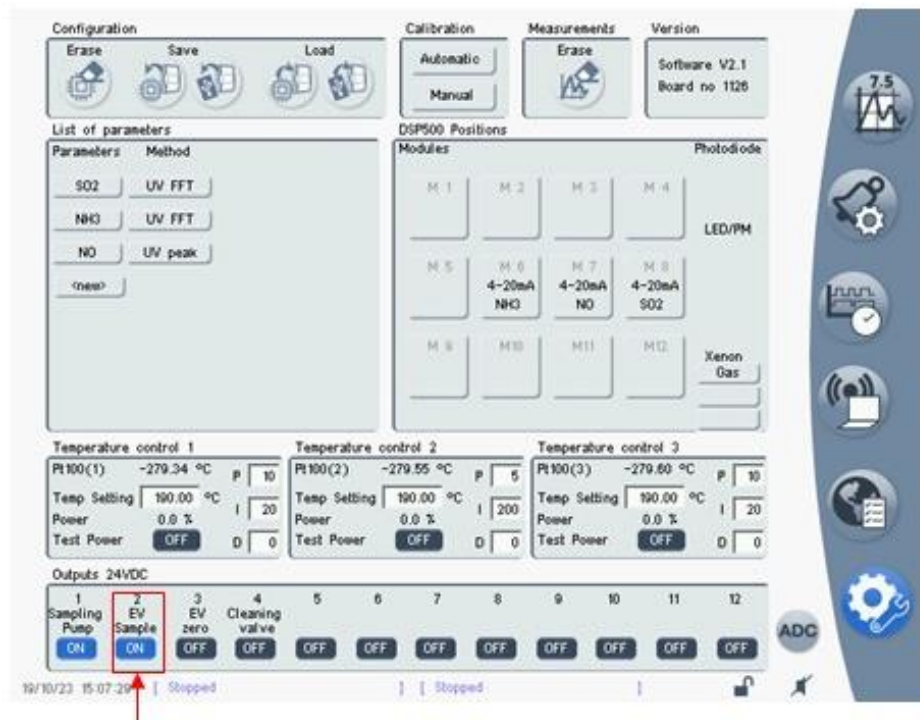 Configuration
Erase Save Load
Calibration
Automatic
Manual
Measurements
Erase
Version
Software V2.1
Board no 1126
7.5
List of parameters
Parameters Method
SO2 UV FFT
NH3 UV FFT
NO UV peak
<new>
DSP500 Positions
Modules Photodiode
M 1 M 2 M 3 M 4
LED/PM
M 5 M 6 M 7 M 8
4-20mA 4-20mA 4-20mA
NH3 NO SO2
M 9 M10 M11 M12
Xenon
Gas
Temperature control 1
Pt100(1) -279.34 °C P 10
Temp Setting 190.00 °C I 20
Power 0.0 %
Test Power OFF D 0
Temperature control 2
Pt100(2) -279.55 °C P 5
Temp Setting 190.00 °C I 200
Power 0.0 %
Test Power OFF D 0
Temperature control 3
Pt100(3) -279.60 °C P 10
Temp Setting 190.00 °C I 20
Power 0.0 %
Test Power OFF D 0
Outputs 24VDC
1 2 3 4 5 6 7 8 9 10 11 12
Sampling EV EV Cleaning
Pump Sample zero valve
ON ON OFF OFF OFF OFF OFF OFF OFF OFF OFF OFF
ADC
19/10/23 15:07:29 [ Stopped ] [ Stopped ]